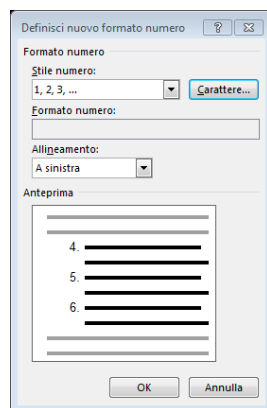 Definisci nuovo formato numero
Formato numero
Stile numero:
1, 2, 3, ...
Carattere...
Formato numero:
Allineamento:
A sinistra
Anteprima
4.
5.
6.
OK
Annulla